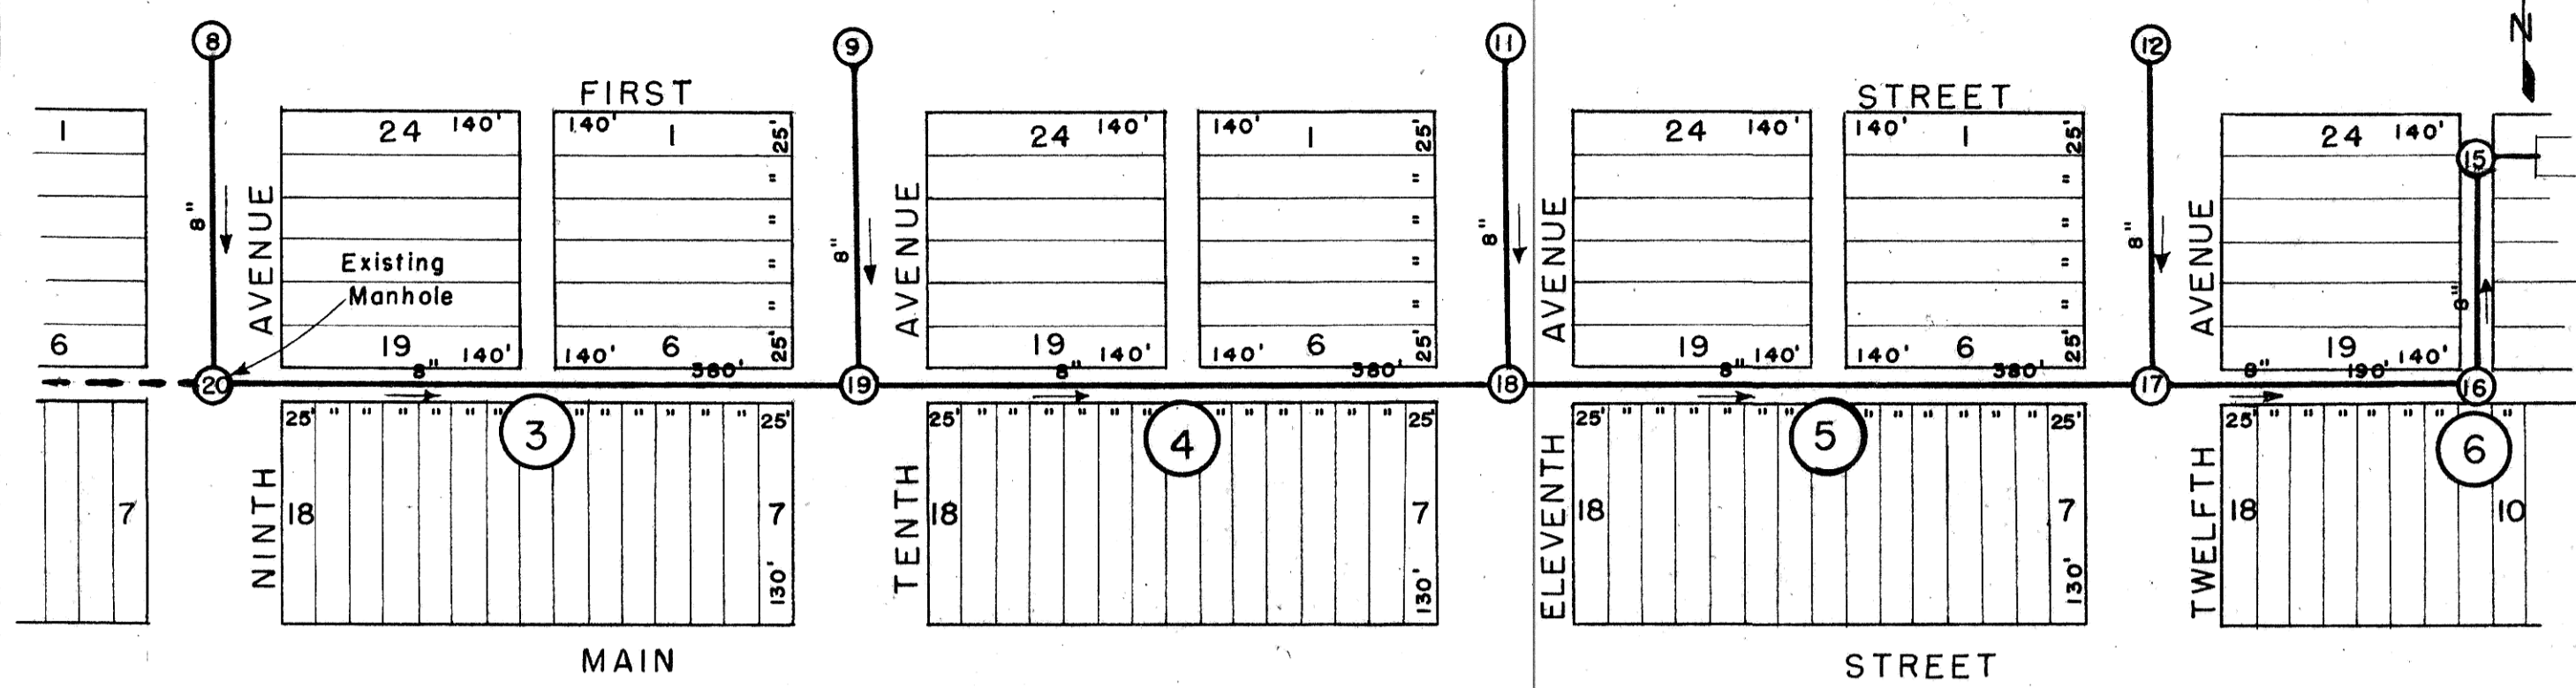 8
9
11
12
N
FIRST
STREET
1
24 140'
140' 1 25'
24 140'
140' 1 25'
24 140'
140' 1 25'
24 140'
15
"
"
"
"
"
"
"
"
"
"
"
"
8"
8"
8"
8"
8"
AVENUE
AVENUE
AVENUE
AVENUE
Existing
Manhole
6
19 140'
140' 6 25'
19 140'
140' 6 25'
19 140'
140' 6 25'
19 140'
8" 380'
8" 380'
8" 380'
8" 190'
20
19
18
17
16
25' " " " " " " " " " " 25'
25' " " " " " " " " " " 25'
25' " " " " " " " " " " 25'
25' " " " " " " "
3
4
5
6
7
NINTH
18
7
TENTH
18
7
ELEVENTH
18
7
TWELFTH
18
10
130'
130'
130'
MAIN
STREET